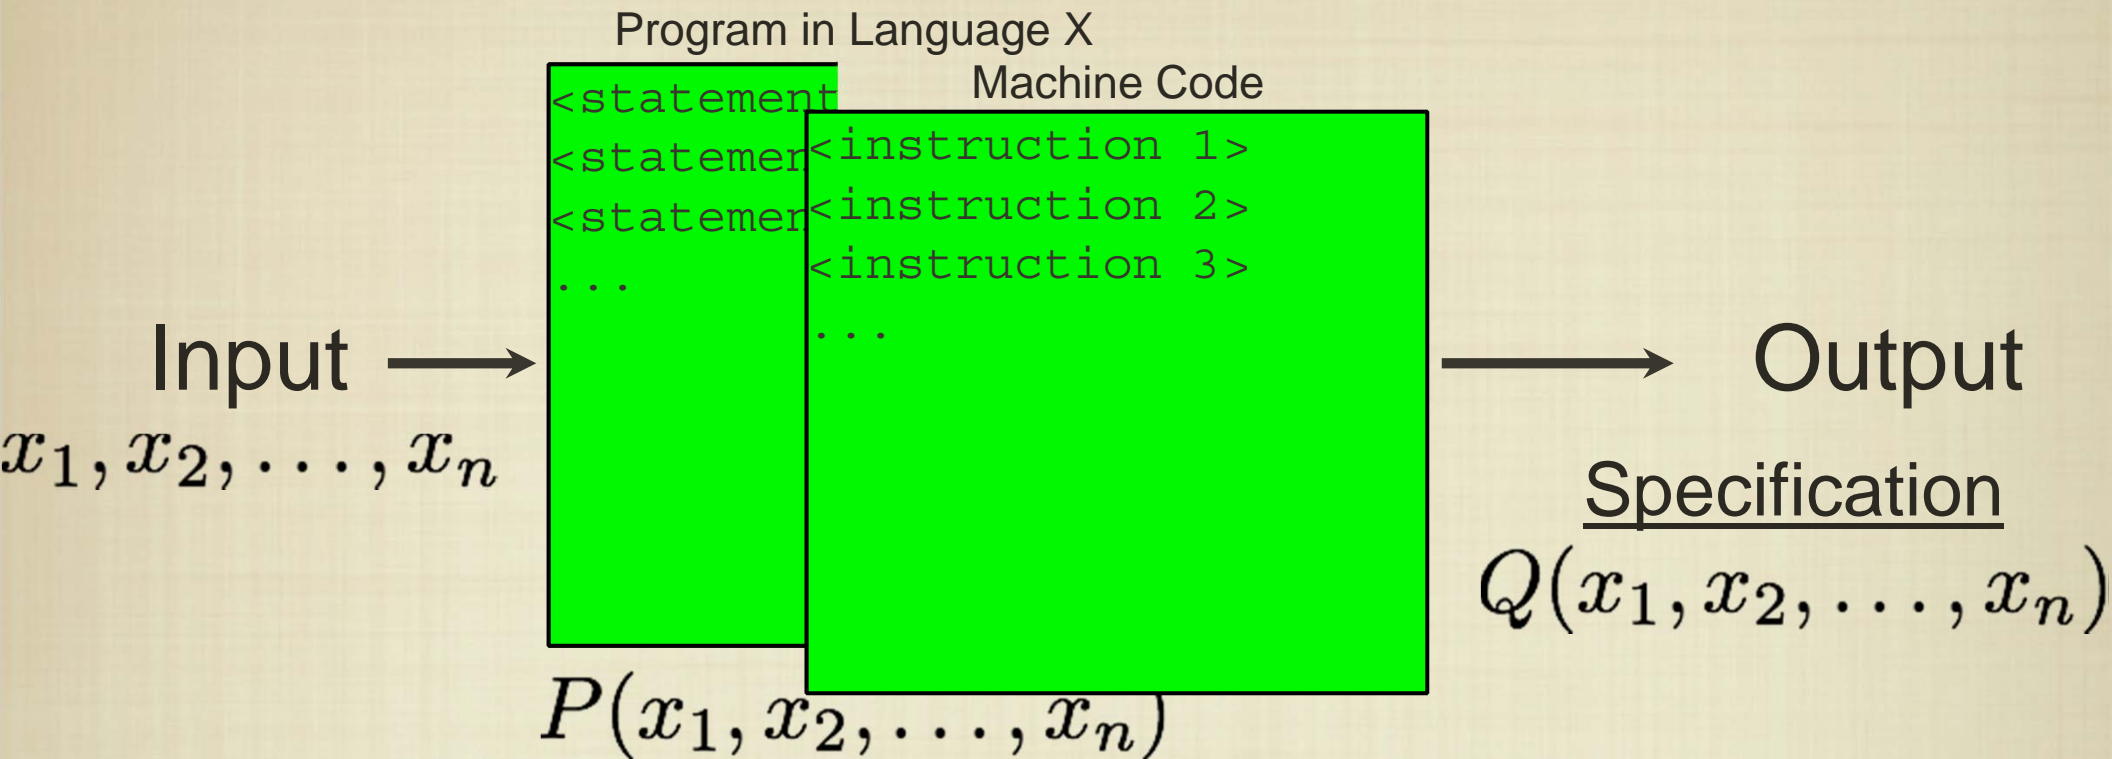 Program in Language X
Machine Code
<statement
<statemen
<statemen
...
<instruction 1>
<instruction 2>
<instruction 3>
...
Input
x₁, x₂, . . . , xₙ
Output
Specification
Q(x₁, x₂, . . . , xₙ)
P(x₁, x₂, . . . , xₙ)